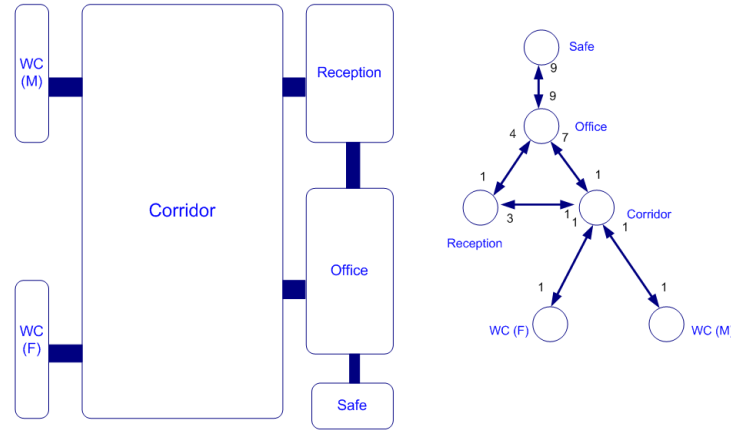 WC
(M)
Reception
Corridor
Office
WC
(F)
Safe
Safe
9
9
Office
4
7
1
1
3
1
1
1
Corridor
Reception
1
1
WC (F)
WC (M)